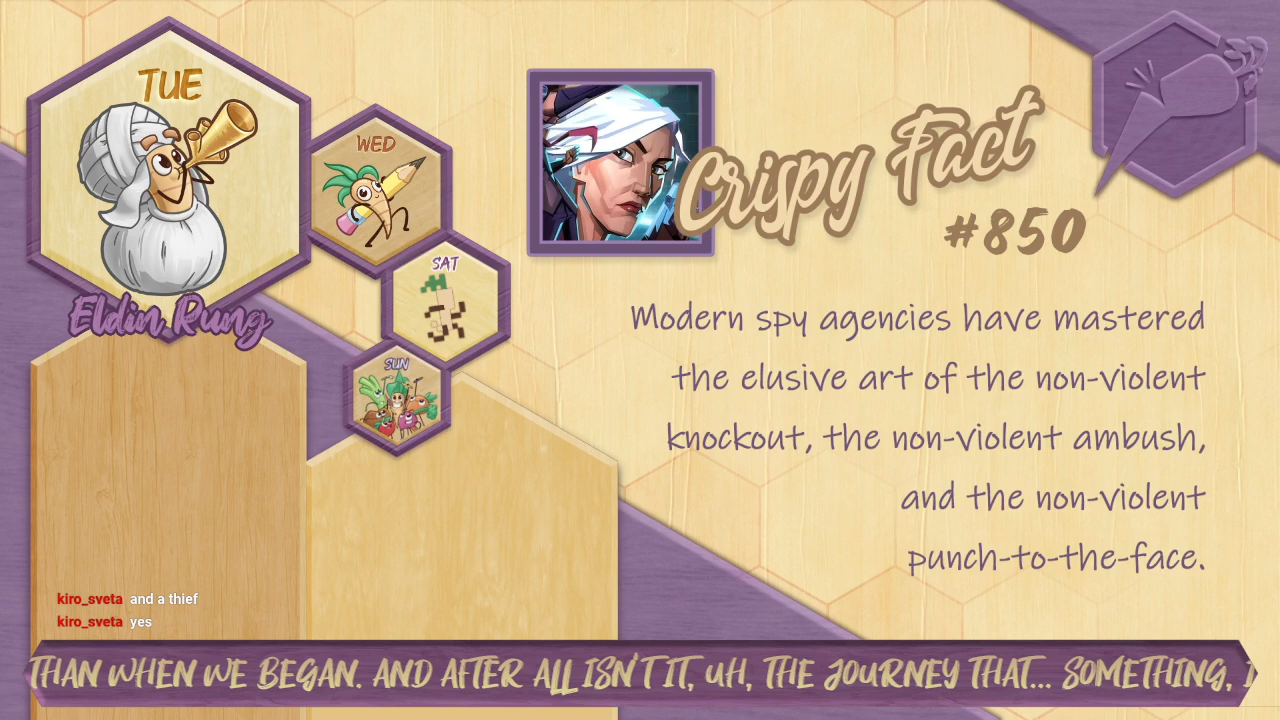 TUE
WED
SAT
SUN
Eldin Rung
Crispy Fact
#850
Modern spy agencies have mastered
the elusive art of the non-violent
knockout, the non-violent ambush,
and the non-violent
punch-to-the-face.
kiro_sveta and a thief
kiro_sveta yes
THAN WHEN WE BEGAN. AND AFTER ALL ISN'T IT, UH, THE JOURNEY THAT... SOMETHING,